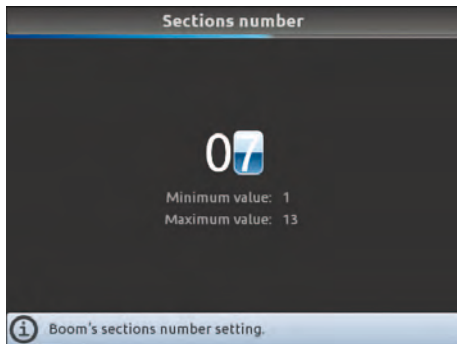 Sections number
07
Minimum value: 1
Maximum value: 13
Boom's sections number setting.